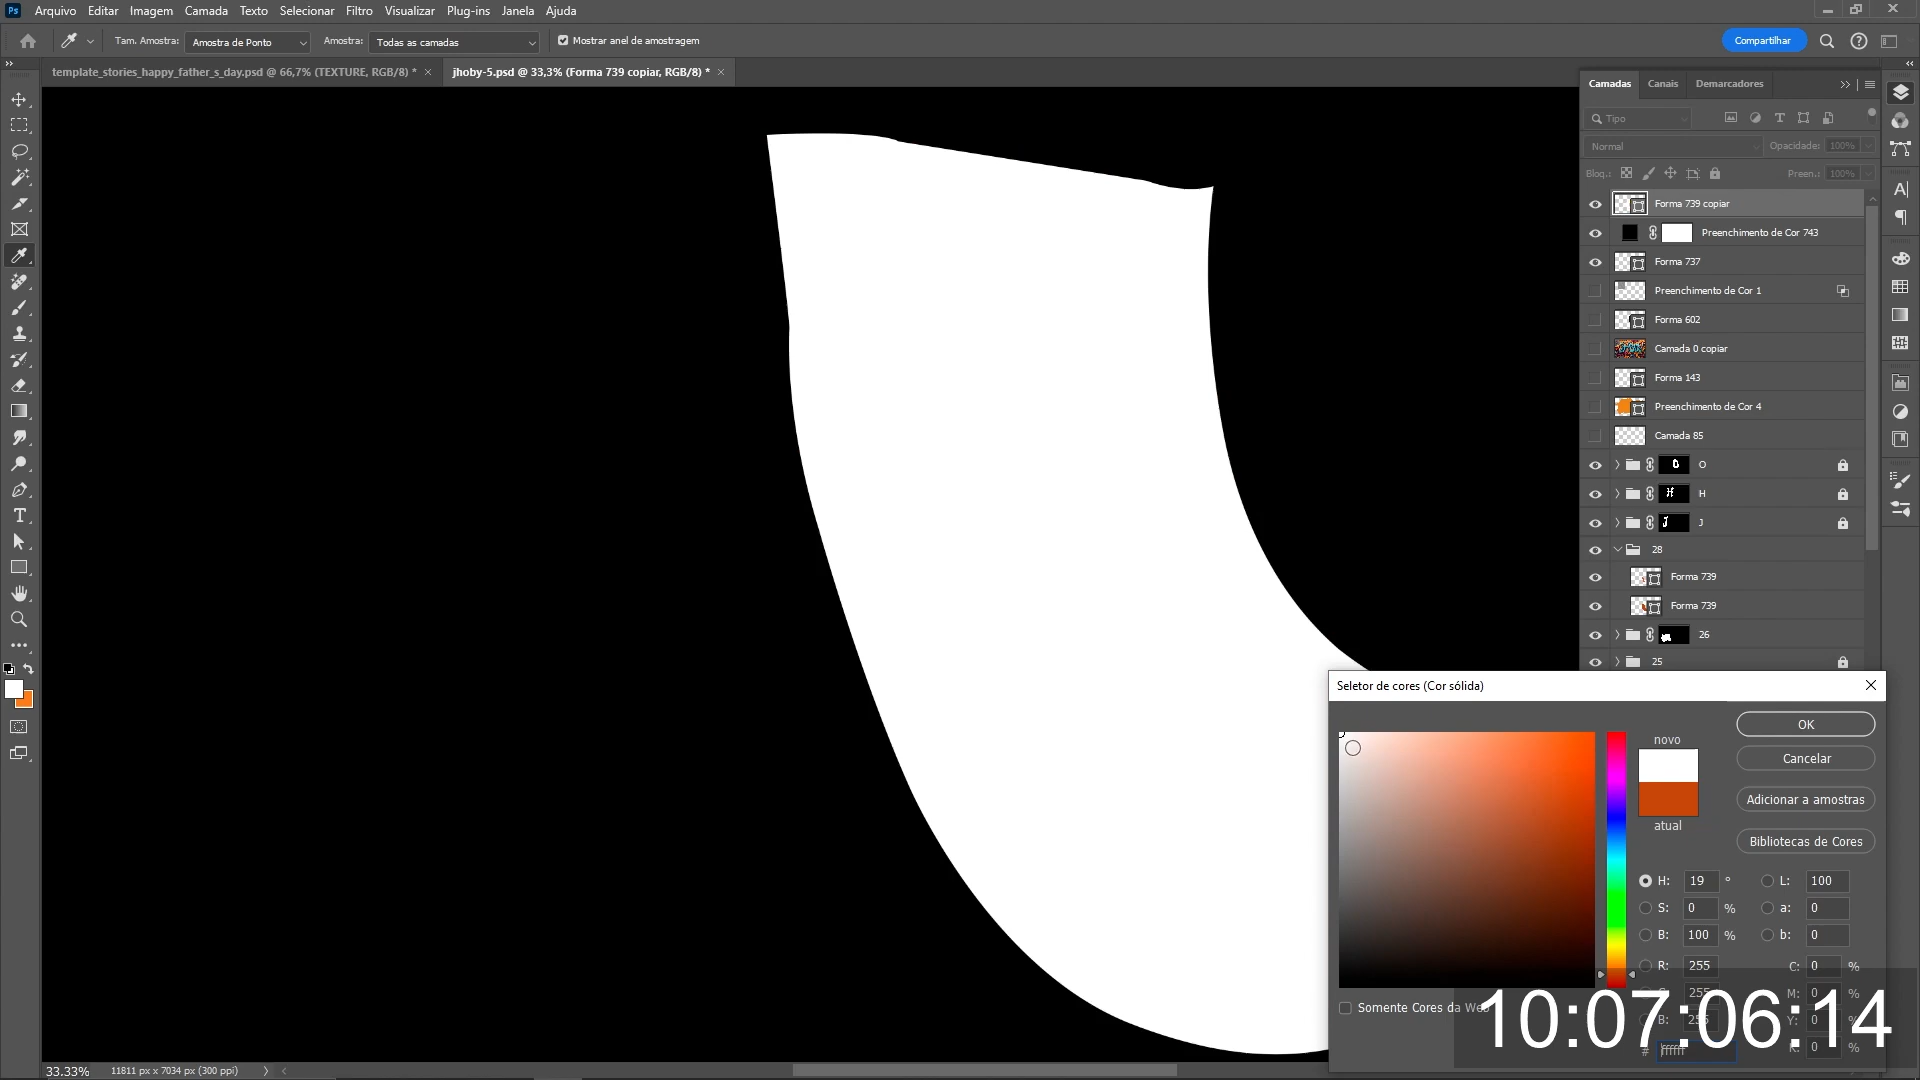 Ps Arquivo Editar Imagem Camada Texto Selecionar Filtro Visualizar Plug-ins Janela Ajuda
Tam. Amostra: Amostra de Ponto Amostra: Todas as camadas Mostrar anel de amostragem Compartilhar
template_stories_happy_father_s_day.psd @ 66,7% (TEXTURE, RGB/8) * jhoby-5.psd @ 33,3% (Forma 739 copiar, RGB/8) *
Camadas Canais Demarcadores
Tipo
Normal Opacidade: 100%
Bloq.: Preen.: 100%
Forma 739 copiar
Preenchimento de Cor 743
Forma 737
Preenchimento de Cor 1
Forma 602
Camada 0 copiar
Forma 143
Preenchimento de Cor 4
Camada 85
O
H
J
28
Forma 739
Forma 739
26
25
Seletor de cores (Cor sólida)
OK
novo
Cancelar
Adicionar a amostras
atual
Bibliotecas de Cores
H: 19 ° L: 100
S: 0 % a: 0
B: 100 % b: 0
R: 255 C: 0 %
G: 255 M: 0 %
Somente Cores da Web
B: 255 Y: 0 %
# ffffff K: 0 %
10:07:06:14
33.33% 11811 px x 7034 px (300 ppi)